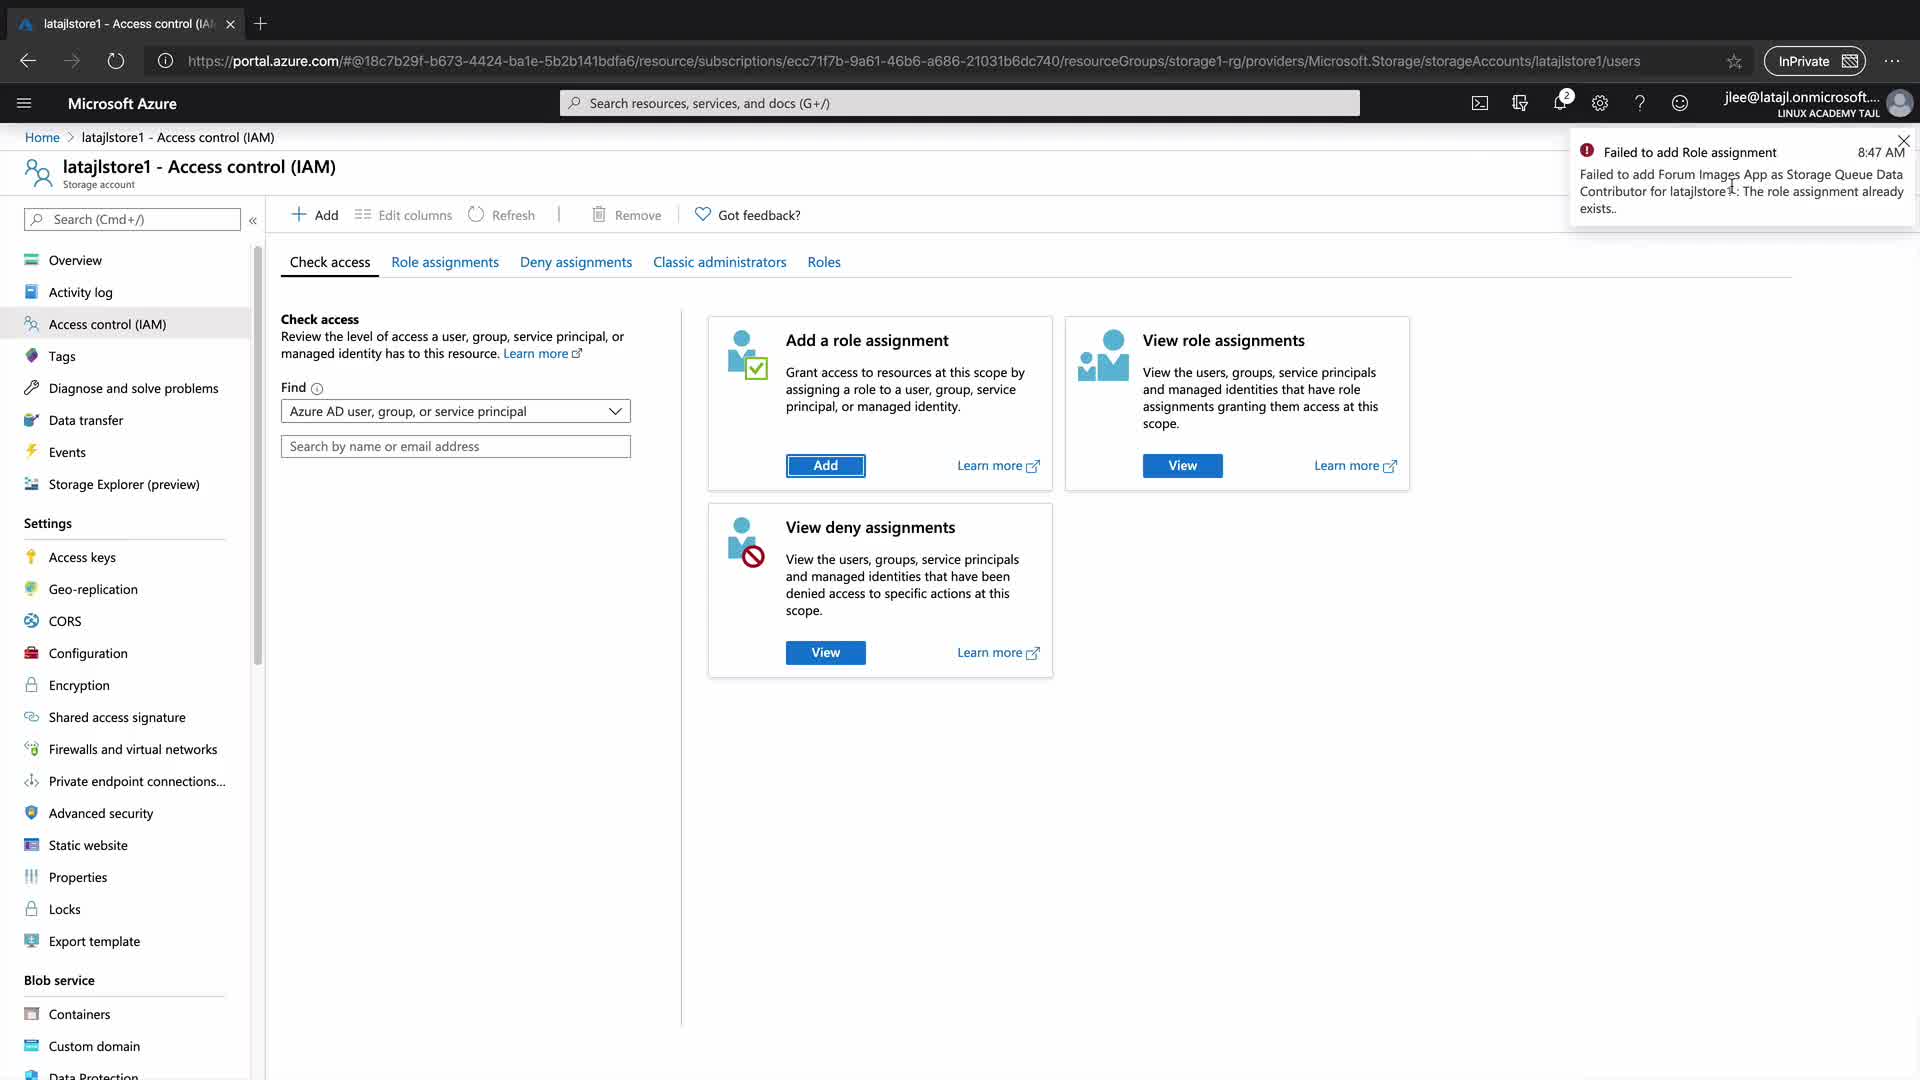 latajlstore1 - Access control (IA
https://portal.azure.com/#@18c7b29f-b673-4424-ba1e-5b2b141bdfa6/resource/subscriptions/ecc71f7b-9a61-46b6-a686-21031b6dc740/resourceGroups/storage1-rg/providers/Microsoft.Storage/storageAccounts/latajlstore1/users
InPrivate
Microsoft Azure
Search resources, services, and docs (G+/)
2
jlee@latajl.onmicrosoft....
LINUX ACADEMY TAJL
Home > latajlstore1 - Access control (IAM)
latajlstore1 - Access control (IAM)
Storage account
Failed to add Role assignment
8:47 AM
Failed to add Forum Images App as Storage Queue Data
Contributor for latajlstore1: The role assignment already
exists..
Search (Cmd+/)
«
Add
Edit columns
Refresh
Remove
Got feedback?
Overview
Activity log
Access control (IAM)
Tags
Diagnose and solve problems
Data transfer
Events
Storage Explorer (preview)
Settings
Access keys
Geo-replication
CORS
Configuration
Encryption
Shared access signature
Firewalls and virtual networks
Private endpoint connections...
Advanced security
Static website
Properties
Locks
Export template
Blob service
Containers
Custom domain
Data Protection
Check access
Role assignments
Deny assignments
Classic administrators
Roles
Check access
Review the level of access a user, group, service principal, or
managed identity has to this resource. Learn more
Find
Azure AD user, group, or service principal
Search by name or email address
Add a role assignment
Grant access to resources at this scope by
assigning a role to a user, group, service
principal, or managed identity.
Add
Learn more
View role assignments
View the users, groups, service principals
and managed identities that have role
assignments granting them access at this
scope.
View
Learn more
View deny assignments
View the users, groups, service principals
and managed identities that have been
denied access to specific actions at this
scope.
View
Learn more